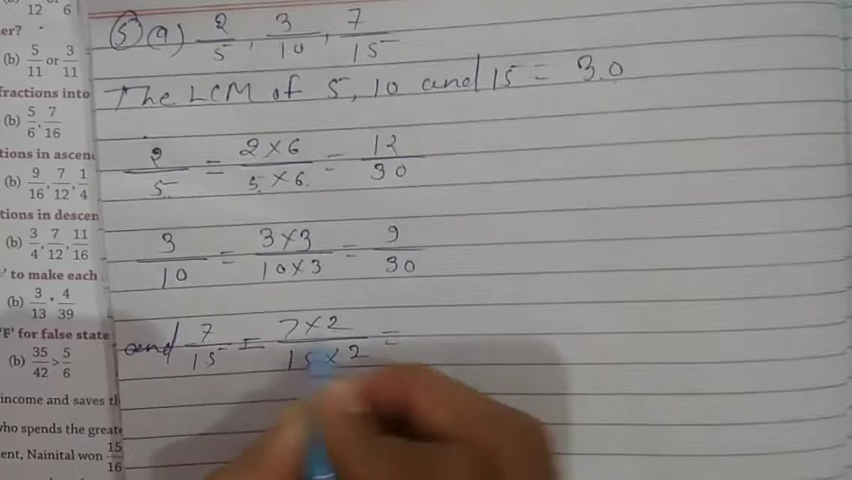 12 6
er?
(b) 5/11 or 3/11
fractions into
(b) 5/6, 7/16
tions in ascen
(b) 9/16, 7/12, 1/4
tions in descen
(b) 3/4, 7/12, 11/16
to make each
(b) 3/13 * 4/39
'F' for false state
(b) 35/42 > 5/6
income and saves th
who spends the great
ent, Nainital won 15/16
5 (a) 2/5, 3/10, 7/15
The LCM of 5, 10 and 15 = 30
2/5 = 2×6/5×6 = 12/30
3/10 = 3×3/10×3 = 9/30
and 7/15 = 7×2/15×2 =